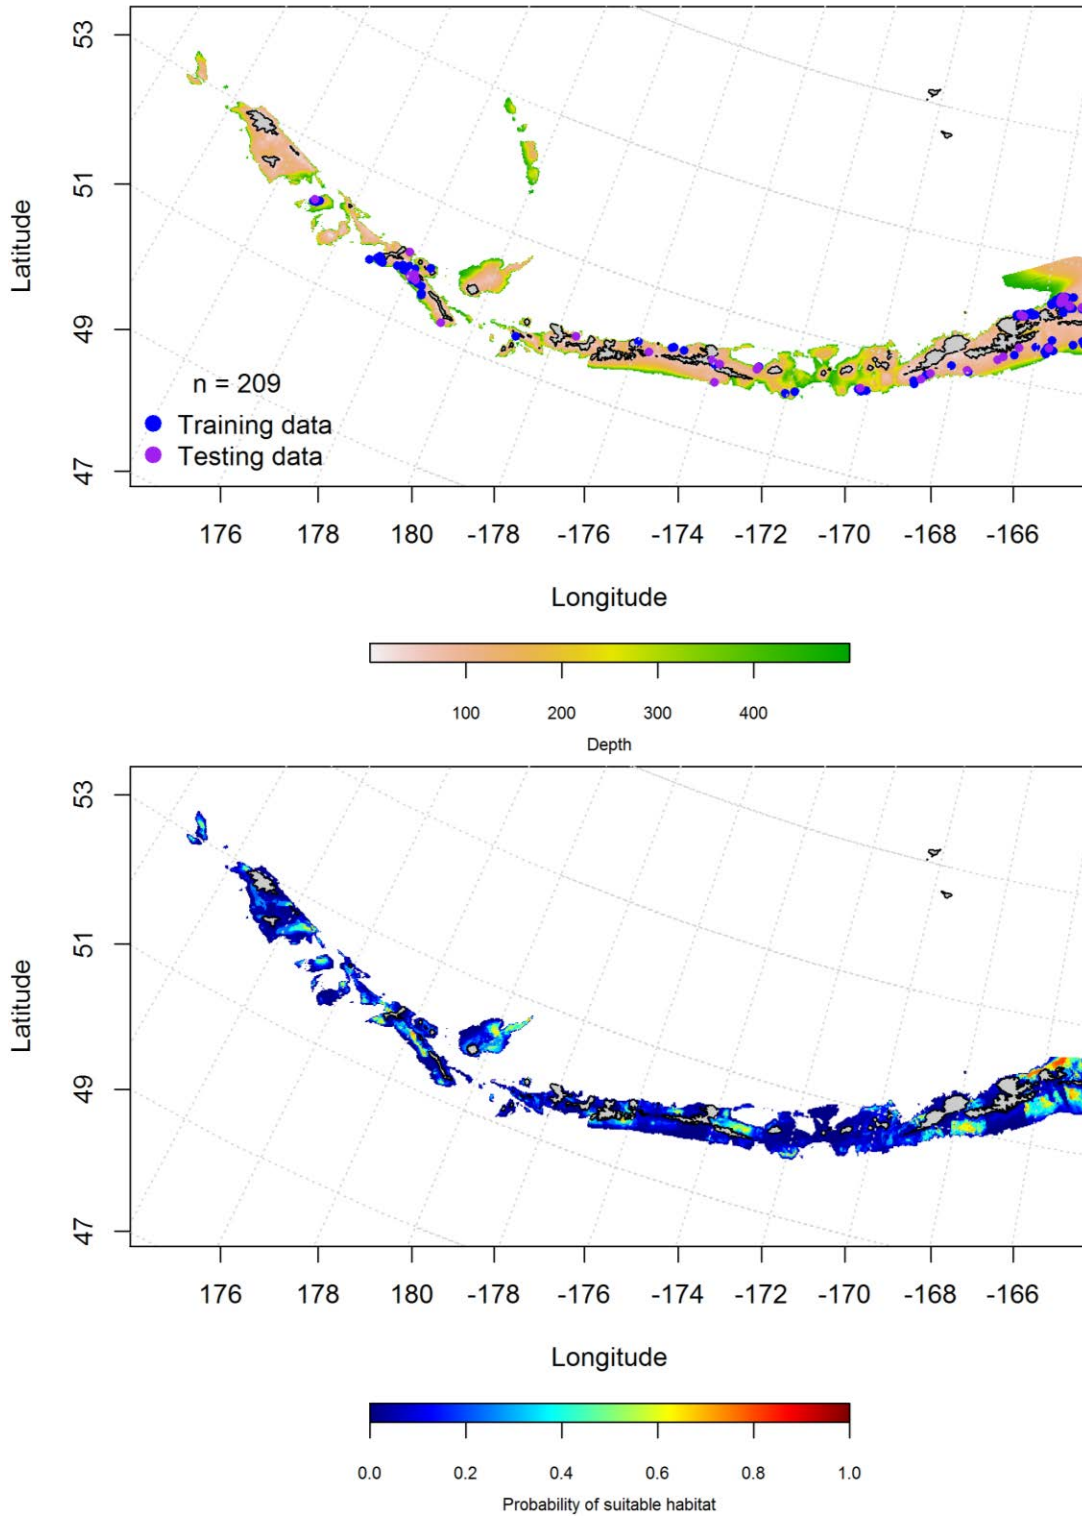 53
51
49
47
Latitude
n = 209
Training data
Testing data
176 178 180 -178 -176 -174 -172 -170 -168 -166
Longitude
100 200 300 400
Depth
53
51
49
47
Latitude
176 178 180 -178 -176 -174 -172 -170 -168 -166
Longitude
0.0 0.2 0.4 0.6 0.8 1.0
Probability of suitable habitat